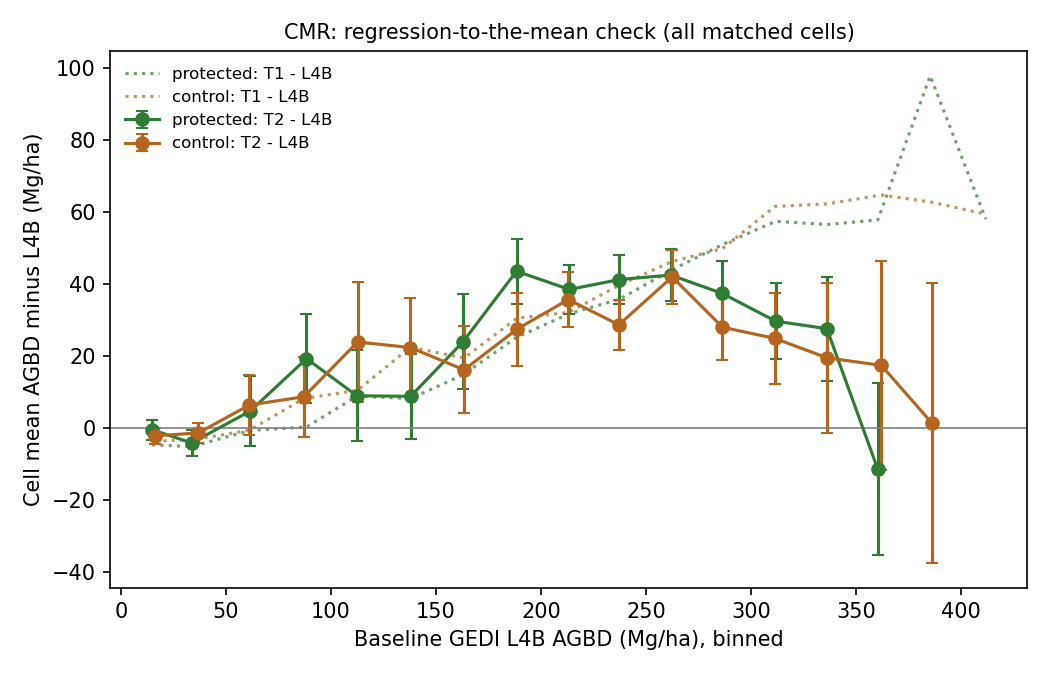 CMR: regression-to-the-mean check (all matched cells)
protected: T1 - L4B
control: T1 - L4B
protected: T2 - L4B
control: T2 - L4B
Cell mean AGBD minus L4B (Mg/ha)
100
80
60
40
20
0
−20
−40
0 50 100 150 200 250 300 350 400
Baseline GEDI L4B AGBD (Mg/ha), binned